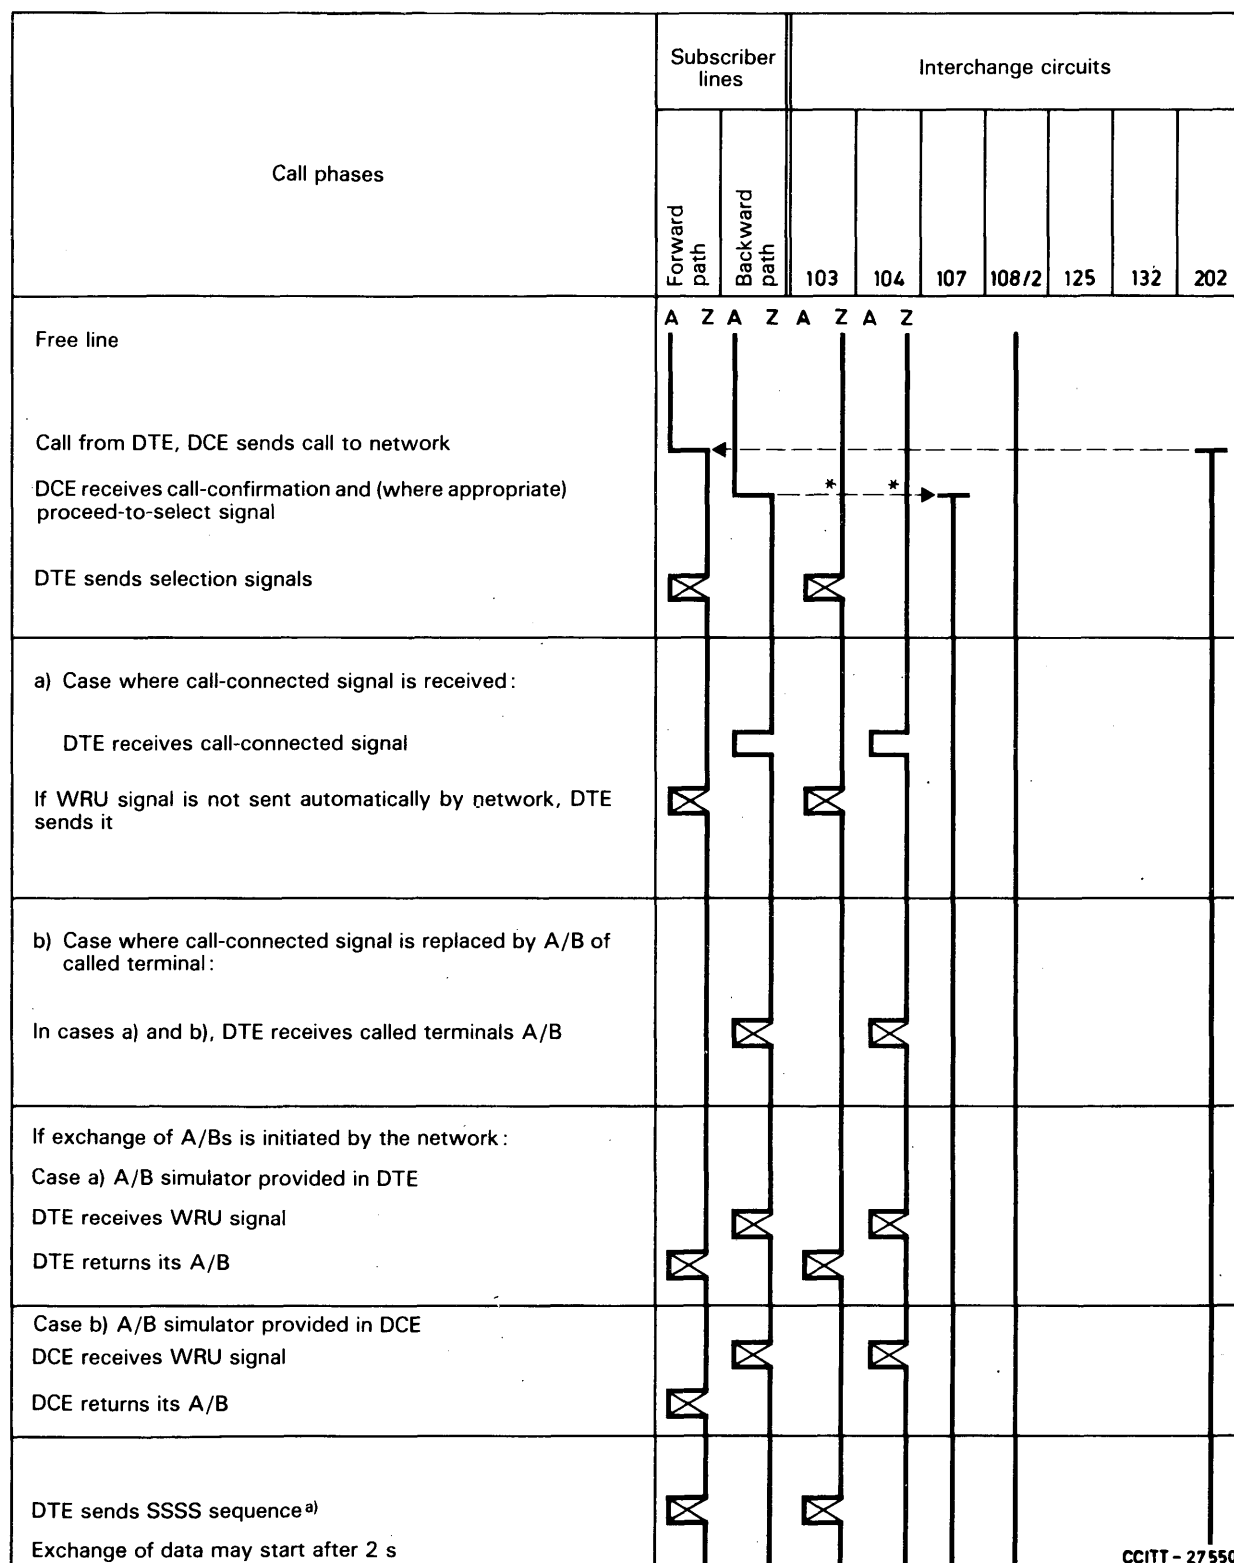 Subscriber lines
Interchange circuits
Call phases
Forward path
Backward path
103 104 107 108/2 125 132 202
A Z A Z A Z A Z
Free line
Call from DTE, DCE sends call to network
DCE receives call-confirmation and (where appropriate)
proceed-to-select signal
* *
DTE sends selection signals
a) Case where call-connected signal is received:
DTE receives call-connected signal
If WRU signal is not sent automatically by network, DTE
sends it
b) Case where call-connected signal is replaced by A/B of
called terminal:
In cases a) and b), DTE receives called terminals A/B
If exchange of A/Bs is initiated by the network:
Case a) A/B simulator provided in DTE
DTE receives WRU signal
DTE returns its A/B
Case b) A/B simulator provided in DCE
DCE receives WRU signal
DCE returns its A/B
DTE sends SSSS sequence a)
Exchange of data may start after 2 s
CCITT - 27550